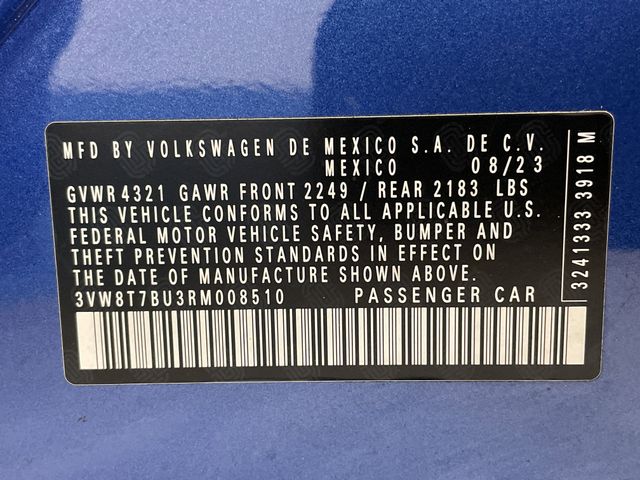 MFD BY VOLKSWAGEN DE MEXICO S.A. DE C.V.
MEXICO 08/23
GVWR 4321 GAWR FRONT 2249 / REAR 2183 LBS
THIS VEHICLE CONFORMS TO ALL APPLICABLE U.S.
FEDERAL MOTOR VEHICLE SAFETY, BUMPER AND
THEFT PREVENTION STANDARDS IN EFFECT ON
THE DATE OF MANUFACTURE SHOWN ABOVE.
3VW8T7BU3RM008510 PASSENGER CAR
3241333 3918 M